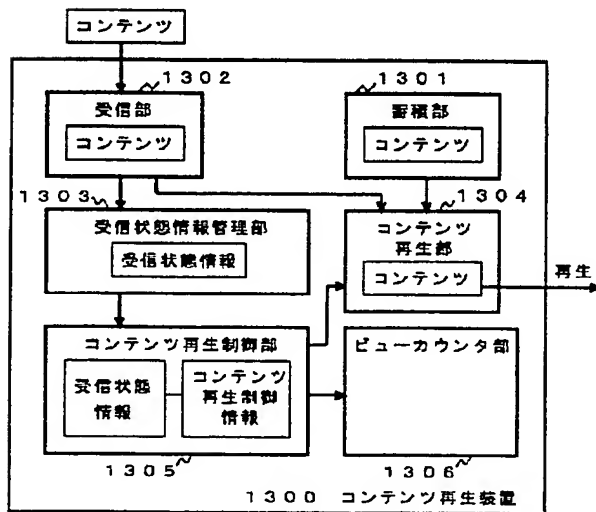 コンテンツ
1302
受信部
コンテンツ
1301
蓄積部
コンテンツ
1303
受信状態情報管理部
受信状態情報
1304
コンテンツ
再生部
コンテンツ
再生
コンテンツ再生制御部
受信状態
情報
コンテンツ
再生制御
情報
1305
ビューカウンタ部
1306
1300 コンテンツ再生装置